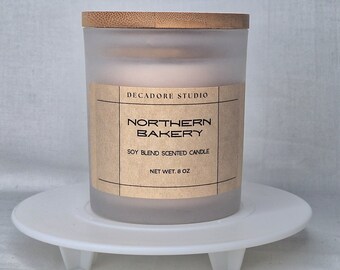 DECADORE STUDIO
NORTHERN
BAKERY
SOY BLEND SCENTED CANDLE
NET WET. 8 OZ